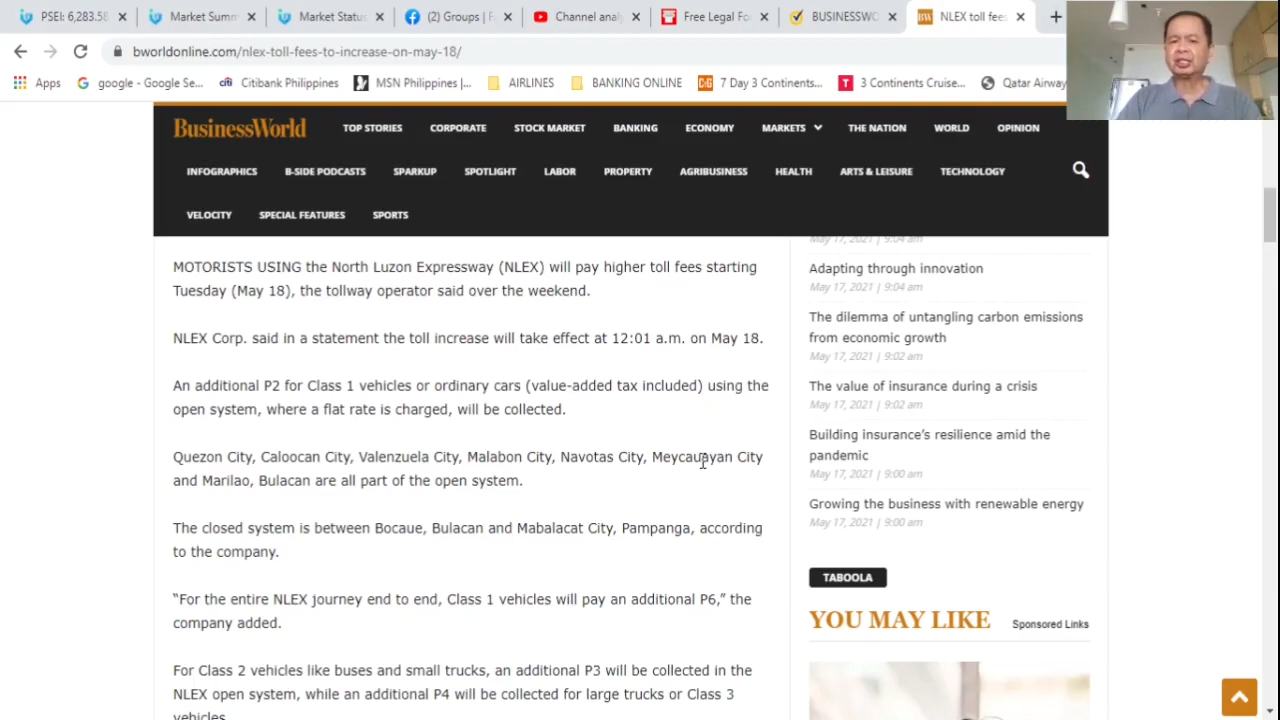 PSEi: 6,283.58
Market Summ
Market Status
(2) Groups | F
Channel analy
Free Legal Fo
BUSINESSWO
NLEX toll fees
bworldonline.com/nlex-toll-fees-to-increase-on-may-18/
Apps
google - Google Se...
Citibank Philippines
MSN Philippines |...
AIRLINES
BANKING ONLINE
7 Day 3 Continents...
3 Continents Cruise...
Qatar Airway
BusinessWorld
TOP STORIES
CORPORATE
STOCK MARKET
BANKING
ECONOMY
MARKETS
THE NATION
WORLD
OPINION
INFOGRAPHICS
B-SIDE PODCASTS
SPARKUP
SPOTLIGHT
LABOR
PROPERTY
AGRIBUSINESS
HEALTH
ARTS & LEISURE
TECHNOLOGY
VELOCITY
SPECIAL FEATURES
SPORTS
MOTORISTS USING the North Luzon Expressway (NLEX) will pay higher toll fees starting
Tuesday (May 18), the tollway operator said over the weekend.
NLEX Corp. said in a statement the toll increase will take effect at 12:01 a.m. on May 18.
An additional P2 for Class 1 vehicles or ordinary cars (value-added tax included) using the
open system, where a flat rate is charged, will be collected.
Quezon City, Caloocan City, Valenzuela City, Malabon City, Navotas City, Meycauayan City
and Marilao, Bulacan are all part of the open system.
The closed system is between Bocaue, Bulacan and Mabalacat City, Pampanga, according
to the company.
“For the entire NLEX journey end to end, Class 1 vehicles will pay an additional P6,” the
company added.
For Class 2 vehicles like buses and small trucks, an additional P3 will be collected in the
NLEX open system, while an additional P4 will be collected for large trucks or Class 3
vehicles
May 17, 2021 | 9:04 am
Adapting through innovation
May 17, 2021 | 9:04 am
The dilemma of untangling carbon emissions
from economic growth
May 17, 2021 | 9:02 am
The value of insurance during a crisis
May 17, 2021 | 9:02 am
Building insurance’s resilience amid the
pandemic
May 17, 2021 | 9:00 am
Growing the business with renewable energy
May 17, 2021 | 9:00 am
TABOOLA
YOU MAY LIKE
Sponsored Links